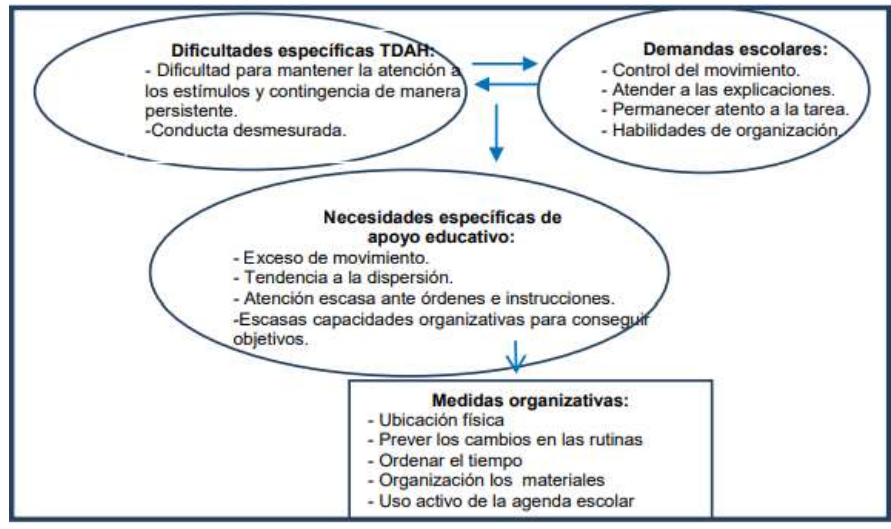 Dificultades específicas TDAH:
- Dificultad para mantener la atención a
los estímulos y contingencia de manera
persistente.
-Conducta desmesurada.
Demandas escolares:
- Control del movimiento.
- Atender a las explicaciones.
- Permanecer atento a la tarea.
- Habilidades de organización.
Necesidades específicas de
apoyo educativo:
- Exceso de movimiento.
- Tendencia a la dispersión.
- Atención escasa ante órdenes e instrucciones.
-Escasas capacidades organizativas para conseguir
objetivos.
Medidas organizativas:
- Ubicación física
- Prever los cambios en las rutinas
- Ordenar el tiempo
- Organización los  materiales
- Uso activo de la agenda escolar